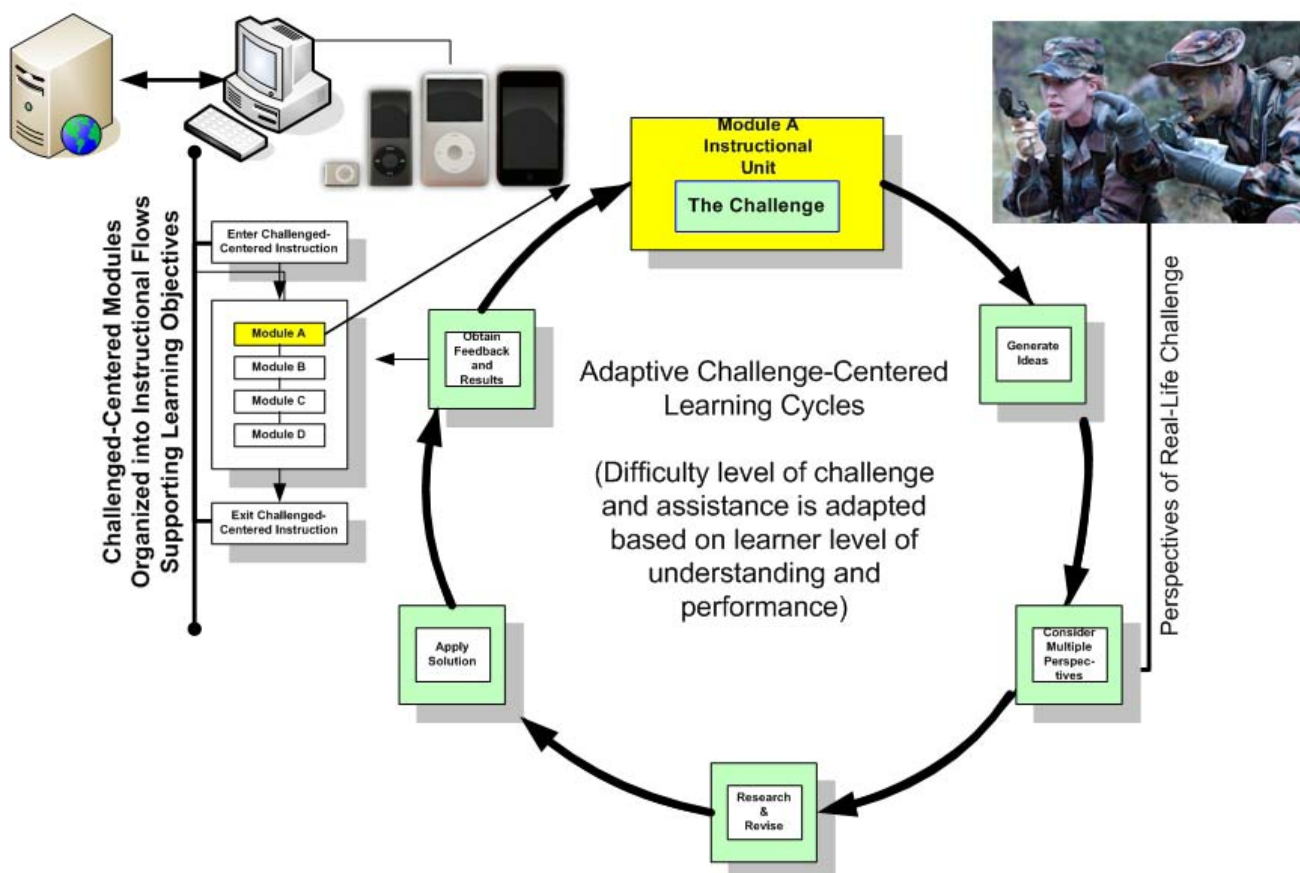 Module A
Instructional
Unit
The Challenge
Challenged-Centered Modules
Organized into Instructional Flows
Supporting Learning Objectives
Enter Challenged-
Centered Instruction
Module A
Module B
Module C
Module D
Exit Challenged-
Centered Instruction
Obtain
Feedback
and
Results
Generate
Ideas
Adaptive Challenge-Centered
Learning Cycles
(Difficulty level of challenge
and assistance is adapted
based on learner level of
understanding and
performance)
Perspectives of Real-Life Challenge
Apply
Solution
Consider
Multiple
Perspec-
tives
Research
&
Revise